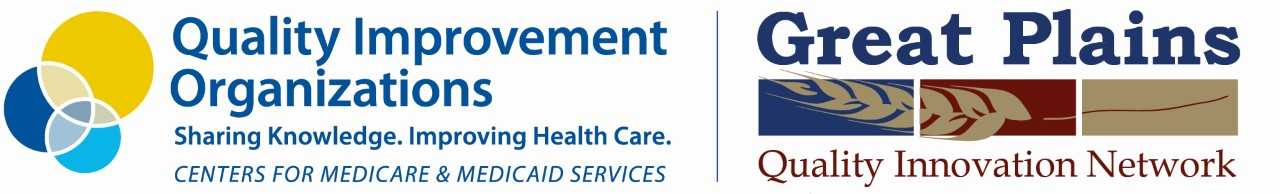 Quality Improvement
Organizations
Sharing Knowledge. Improving Health Care.
CENTERS FOR MEDICARE & MEDICAID SERVICES
Great Plains
Quality Innovation Network